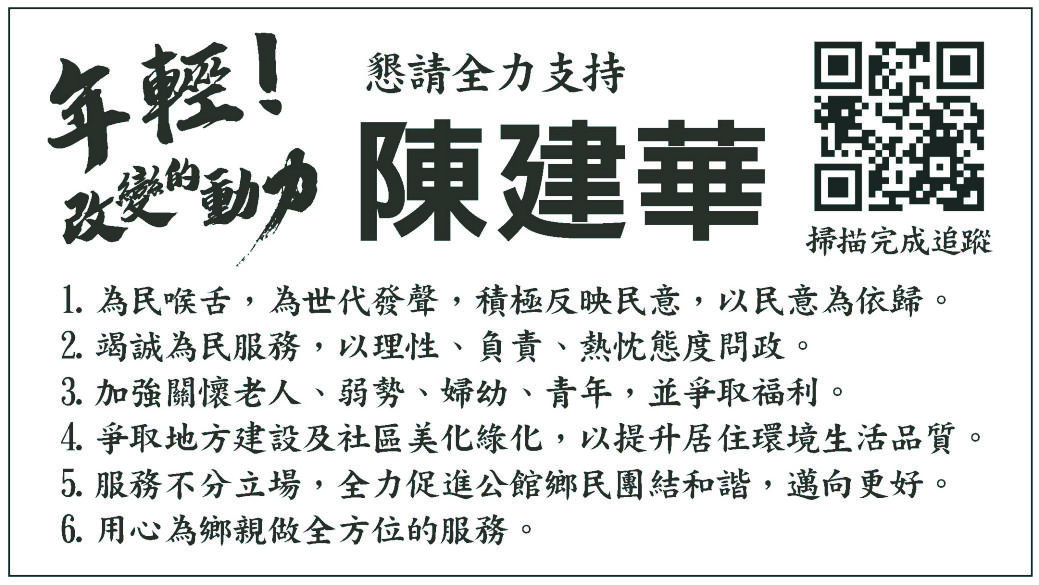 年輕！
改變的動力
懇請全力支持
陳建華
掃描完成追蹤
1. 為民喉舌，為世代發聲，積極反映民意，以民意為依歸。
2. 竭誠為民服務，以理性、負責、熱忱態度問政。
3. 加強關懷老人、弱勢、婦幼、青年，並爭取福利。
4. 爭取地方建設及社區美化綠化，以提升居住環境生活品質。
5. 服務不分立場，全力促進公館鄉民團結和諧，邁向更好。
6. 用心為鄉親做全方位的服務。